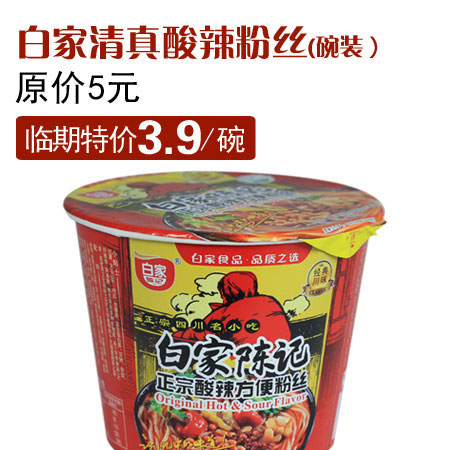 白家清真酸辣粉丝(碗装）
原价5元
临期特价3.9/碗
白家食品·品质之选
白家
陈记
®
经典
川味
正宗四川名小吃
白家陈记
正宗酸辣方便粉丝
Original Hot & Sour Flavor